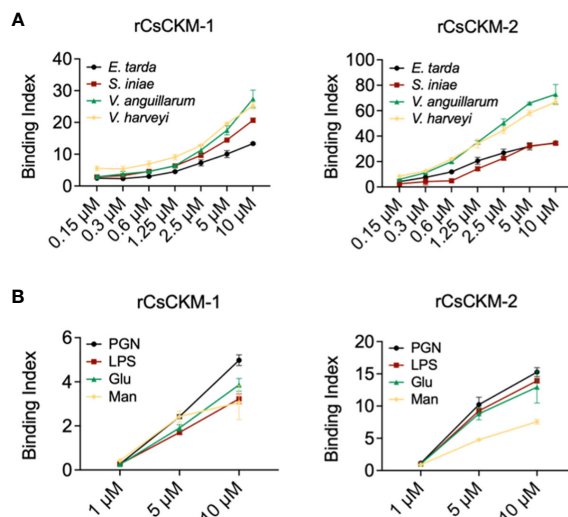 A
rCsCKM-1
Binding Index
40
30
20
10
0
E. tarda
S. iniae
V. anguillarum
V. harveyi
0.15 μM
0.3 μM
0.6 μM
1.25 μM
2.5 μM
5 μM
10 μM
rCsCKM-2
Binding Index
100
80
60
40
20
0
E. tarda
S. iniae
V. anguillarum
V. harveyi
0.15 μM
0.3 μM
0.6 μM
1.25 μM
2.5 μM
5 μM
10 μM
B
rCsCKM-1
Binding Index
6
4
2
0
PGN
LPS
Glu
Man
1 μM
5 μM
10 μM
rCsCKM-2
Binding Index
20
15
10
5
0
PGN
LPS
Glu
Man
1 μM
5 μM
10 μM